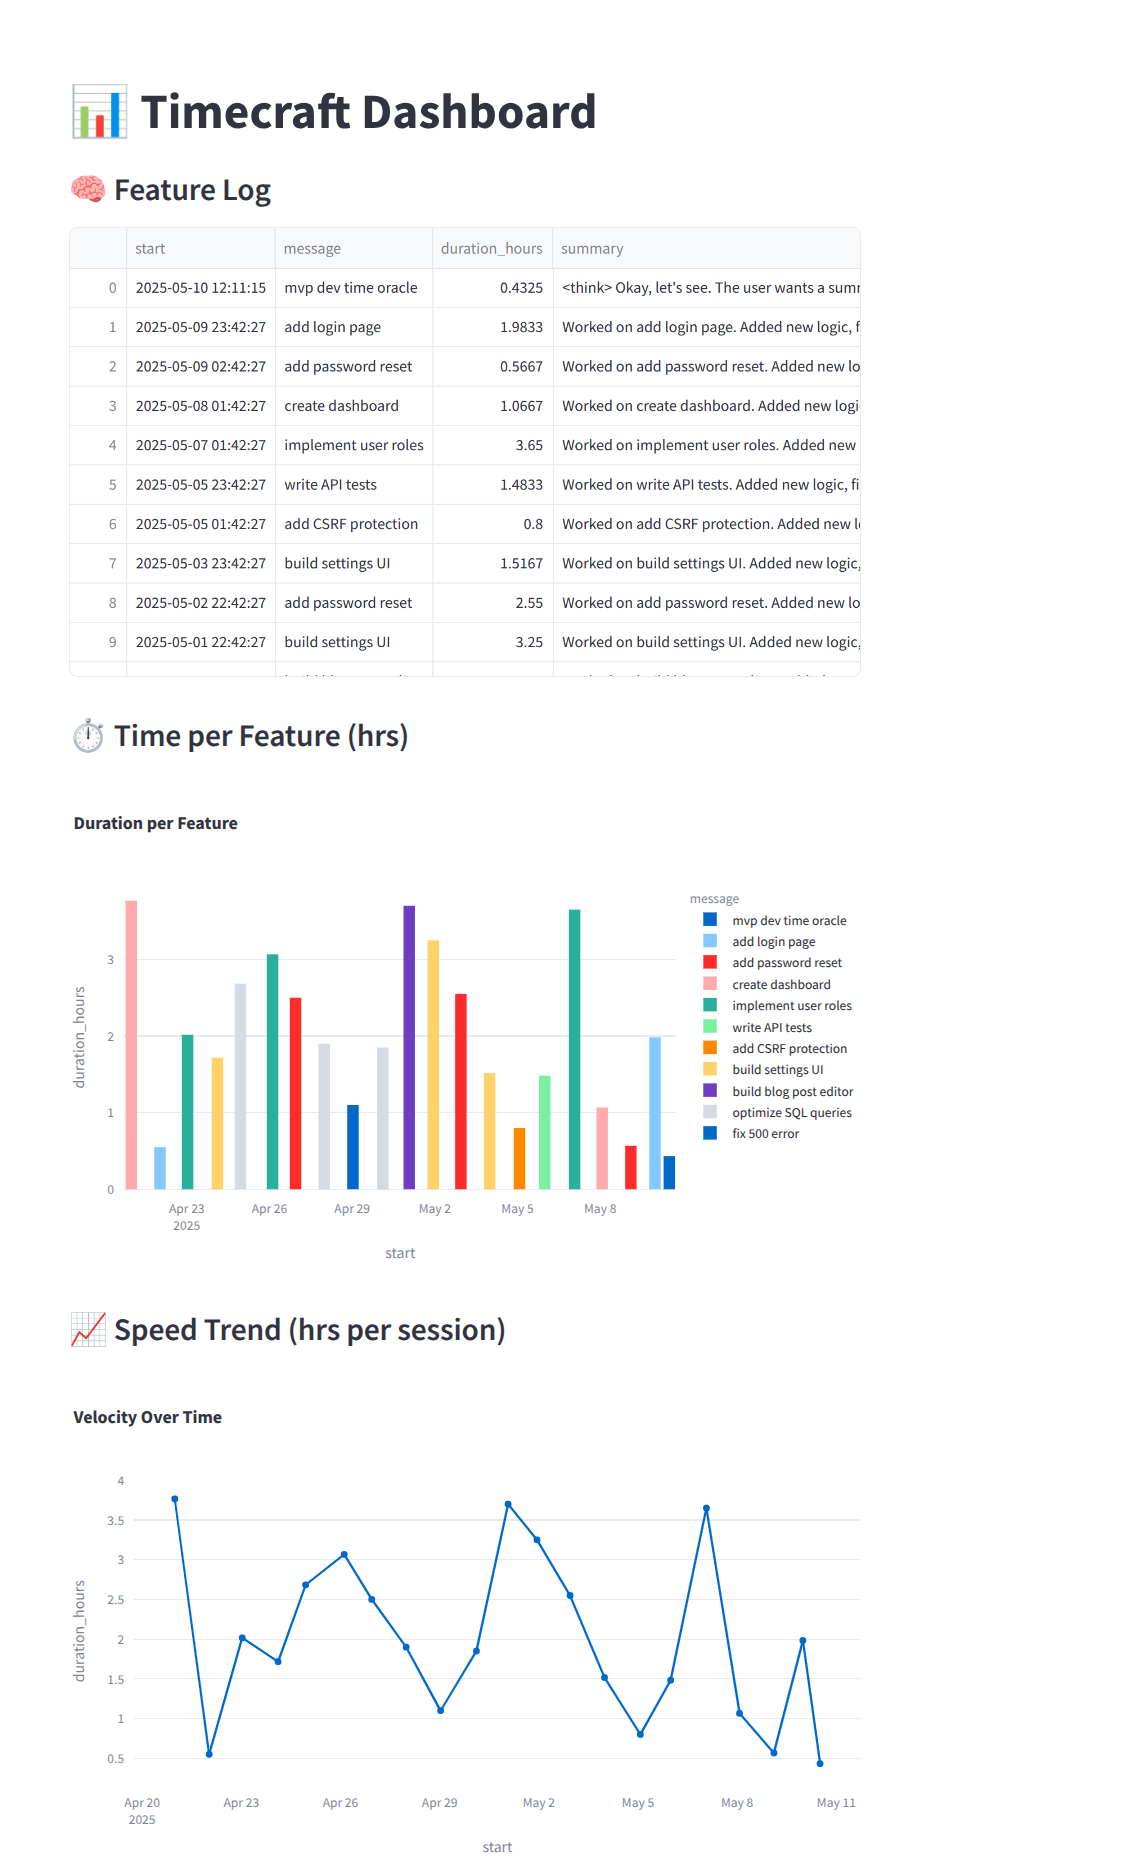 📊 Timecraft Dashboard
🧠 Feature Log
start message duration_hours summary
0 2025-05-10 12:11:15 mvp dev time oracle 0.4325 <think> Okay, let's see. The user wants a sum
1 2025-05-09 23:42:27 add login page 1.9833 Worked on add login page. Added new logic, f
2 2025-05-09 02:42:27 add password reset 0.5667 Worked on add password reset. Added new lo
3 2025-05-08 01:42:27 create dashboard 1.0667 Worked on create dashboard. Added new logi
4 2025-05-07 01:42:27 implement user roles 3.65 Worked on implement user roles. Added new
5 2025-05-05 23:42:27 write API tests 1.4833 Worked on write API tests. Added new logic, fi
6 2025-05-05 01:42:27 add CSRF protection 0.8 Worked on add CSRF protection. Added new l
7 2025-05-03 23:42:27 build settings UI 1.5167 Worked on build settings UI. Added new logic,
8 2025-05-02 22:42:27 add password reset 2.55 Worked on add password reset. Added new lo
9 2025-05-01 22:42:27 build settings UI 3.25 Worked on build settings UI. Added new logic,
⏱️ Time per Feature (hrs)
Duration per Feature
message
mvp dev time oracle
add login page
add password reset
create dashboard
implement user roles
write API tests
add CSRF protection
build settings UI
build blog post editor
optimize SQL queries
fix 500 error
3
2
1
0
duration_hours
Apr 23 Apr 26 Apr 29 May 2 May 5 May 8
2025
start
📈 Speed Trend (hrs per session)
Velocity Over Time
4
3.5
3
2.5
2
1.5
1
0.5
duration_hours
Apr 20 Apr 23 Apr 26 Apr 29 May 2 May 5 May 8 May 11
2025
start